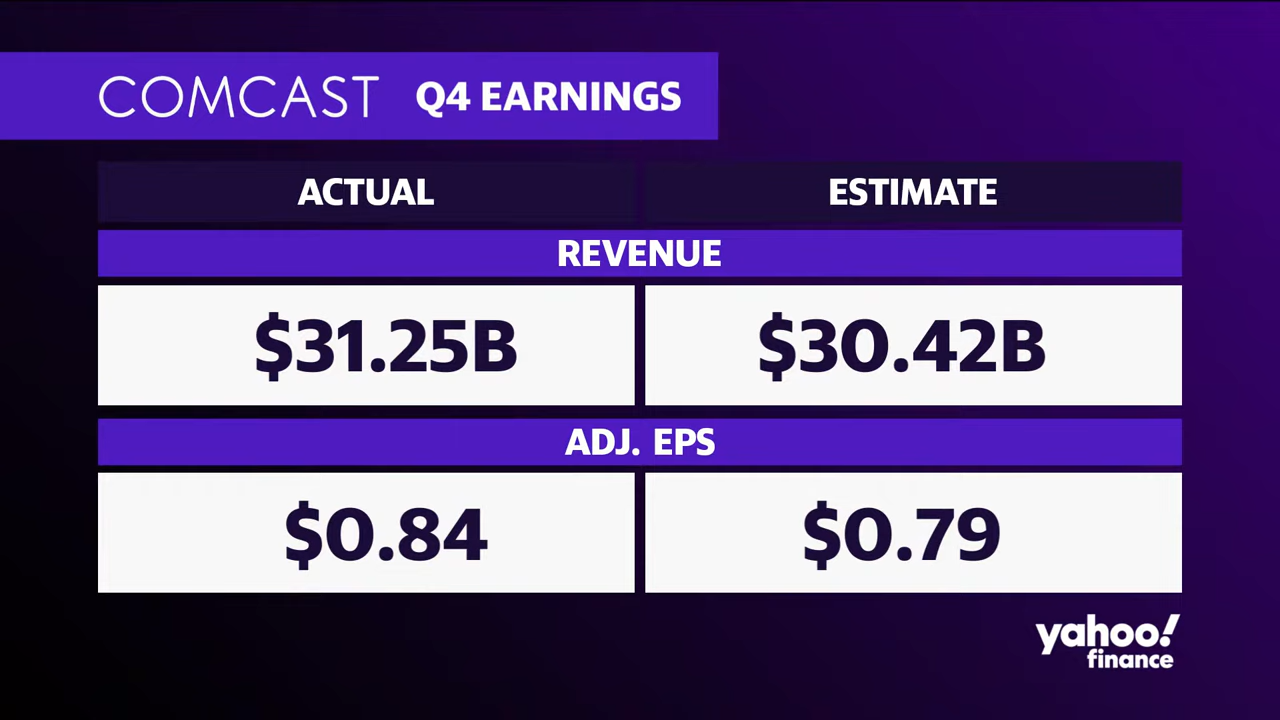 COMCAST Q4 EARNINGS
ACTUAL ESTIMATE
REVENUE
$31.25B $30.42B
ADJ. EPS
$0.84 $0.79
yahoo!
finance